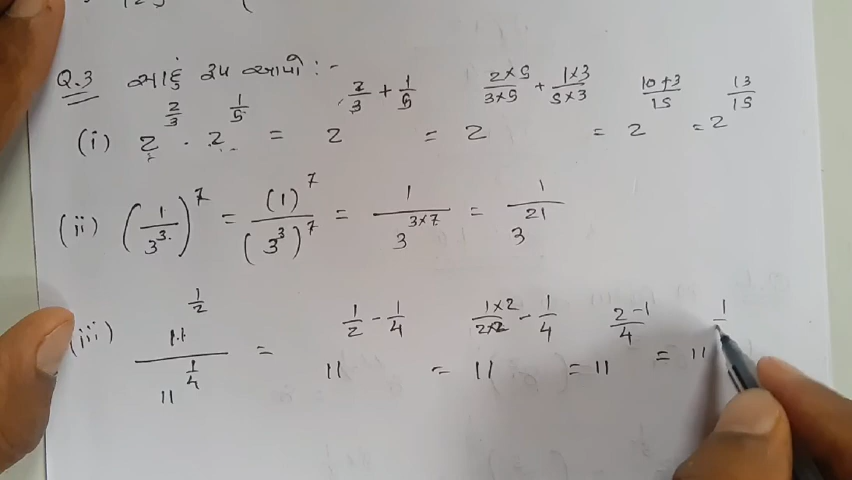 Q.3 સાદું રૂપ આપો :-
(i) 2^(2/3) · 2^(1/5) = 2^(2/3 + 1/5) = 2^((2×5)/(3×5) + (1×3)/(5×3)) = 2^((10+3)/15) = 2^(13/15)
(ii) (1/3^3)^7 = (1)^7/(3^3)^7 = 1/3^(3×7) = 1/3^21
(iii) 11^(1/2)/11^(1/4) = 11^(1/2 - 1/4) = 11^((1×2)/(2×2) - 1/4) = 11^((2-1)/4) = 11^(1/